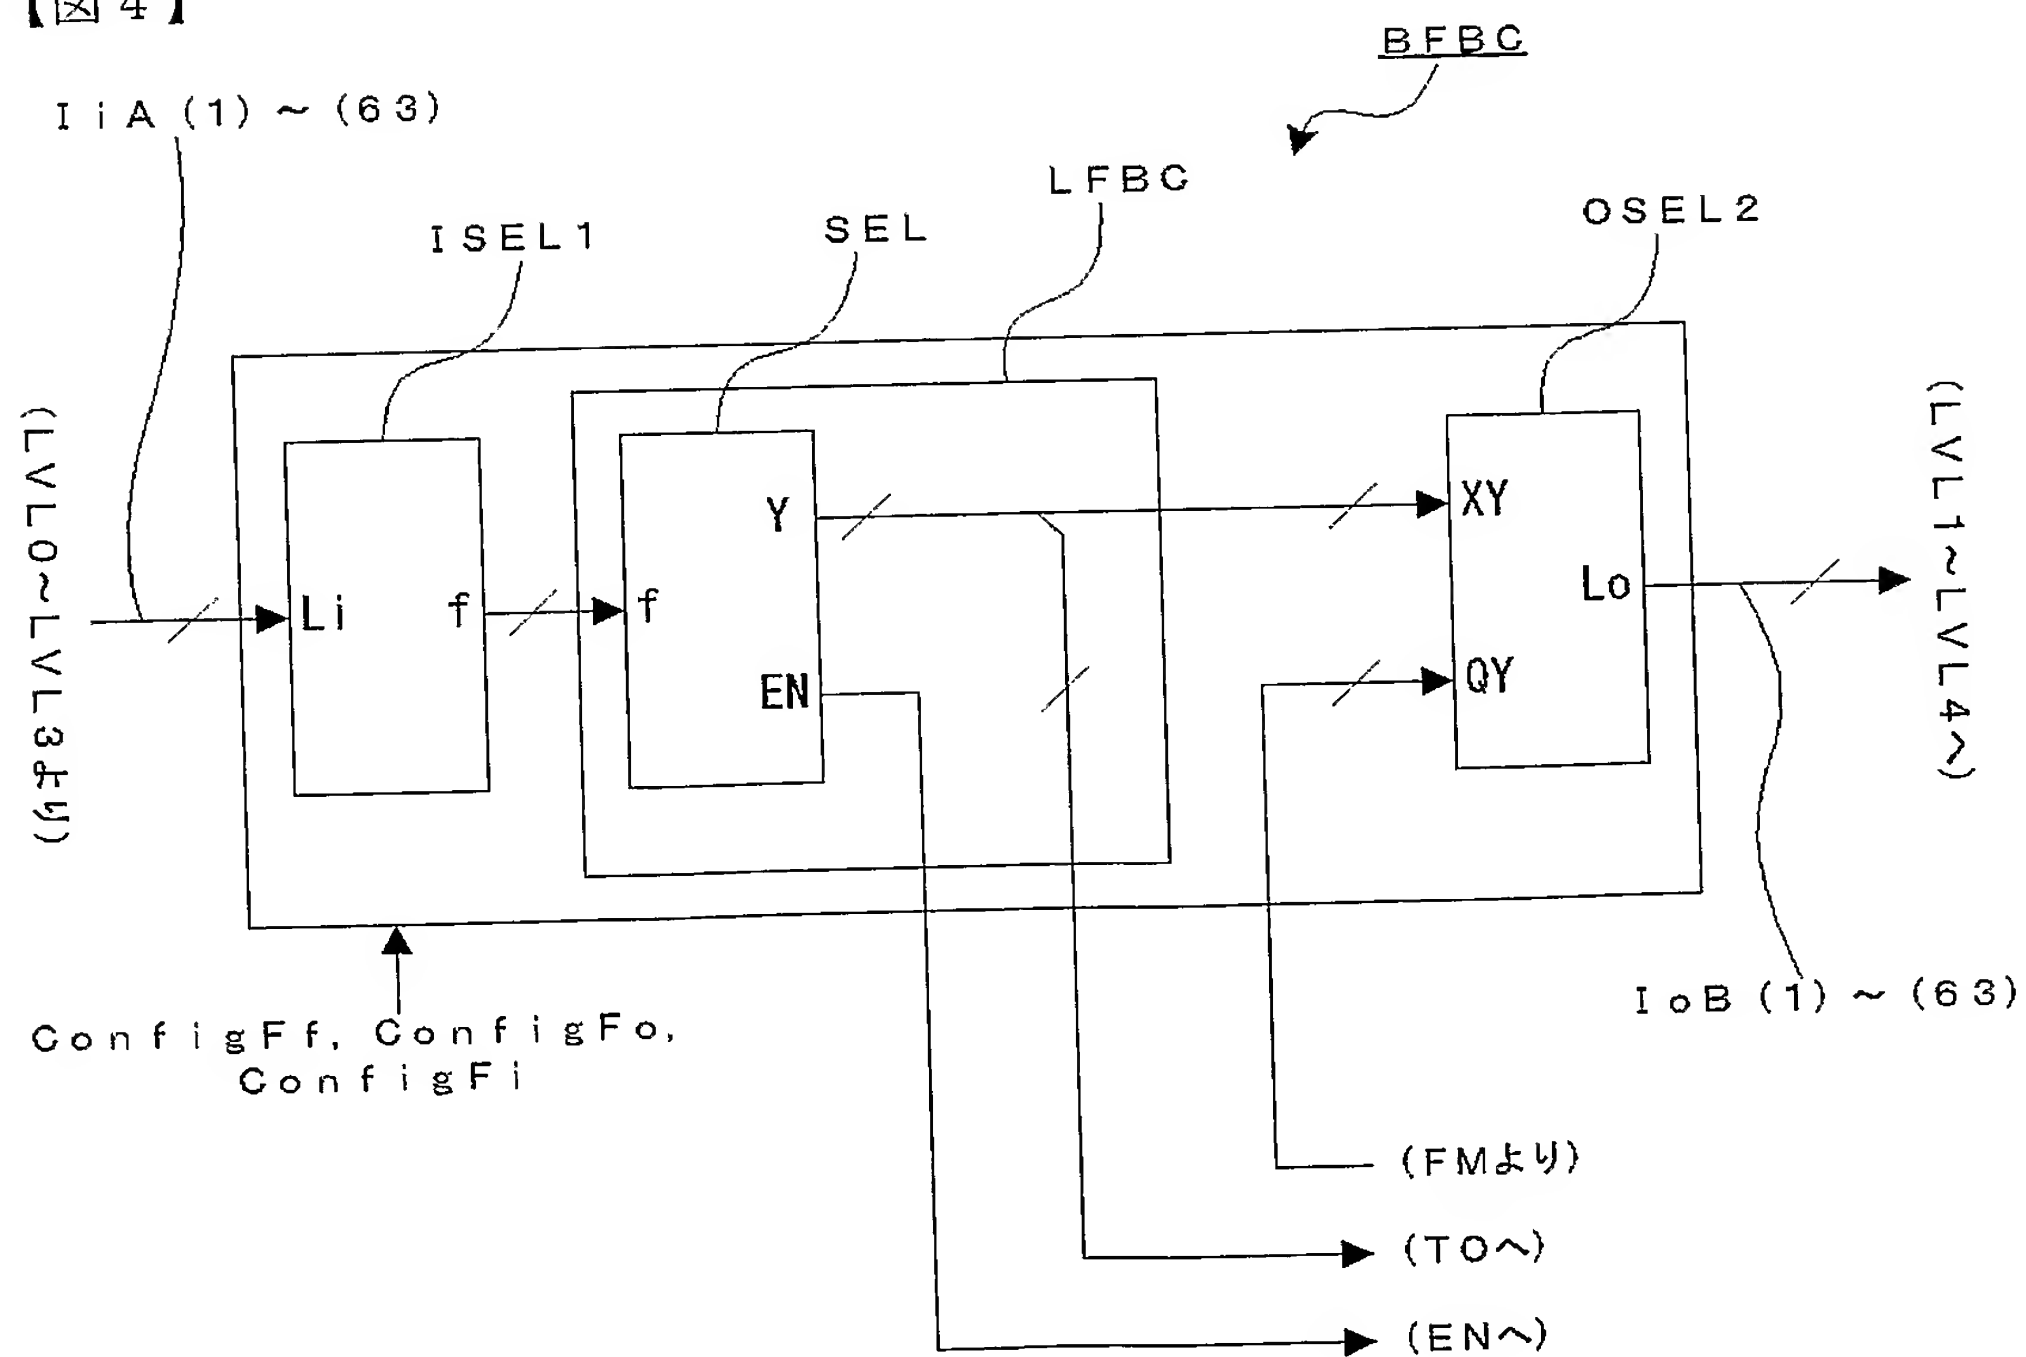 【図4】
BFBC
IiA(1)~(63)
LFBC
OSEL2
SEL
ISEL1
(LVL0~LVL3より)
(LVL1~LVL4へ)
Y
XY
Li
f
f
Lo
EN
QY
IoB(1)~(63)
ConfigFf, ConfigFo,
ConfigFi
(FMより)
(TOへ)
(ENへ)